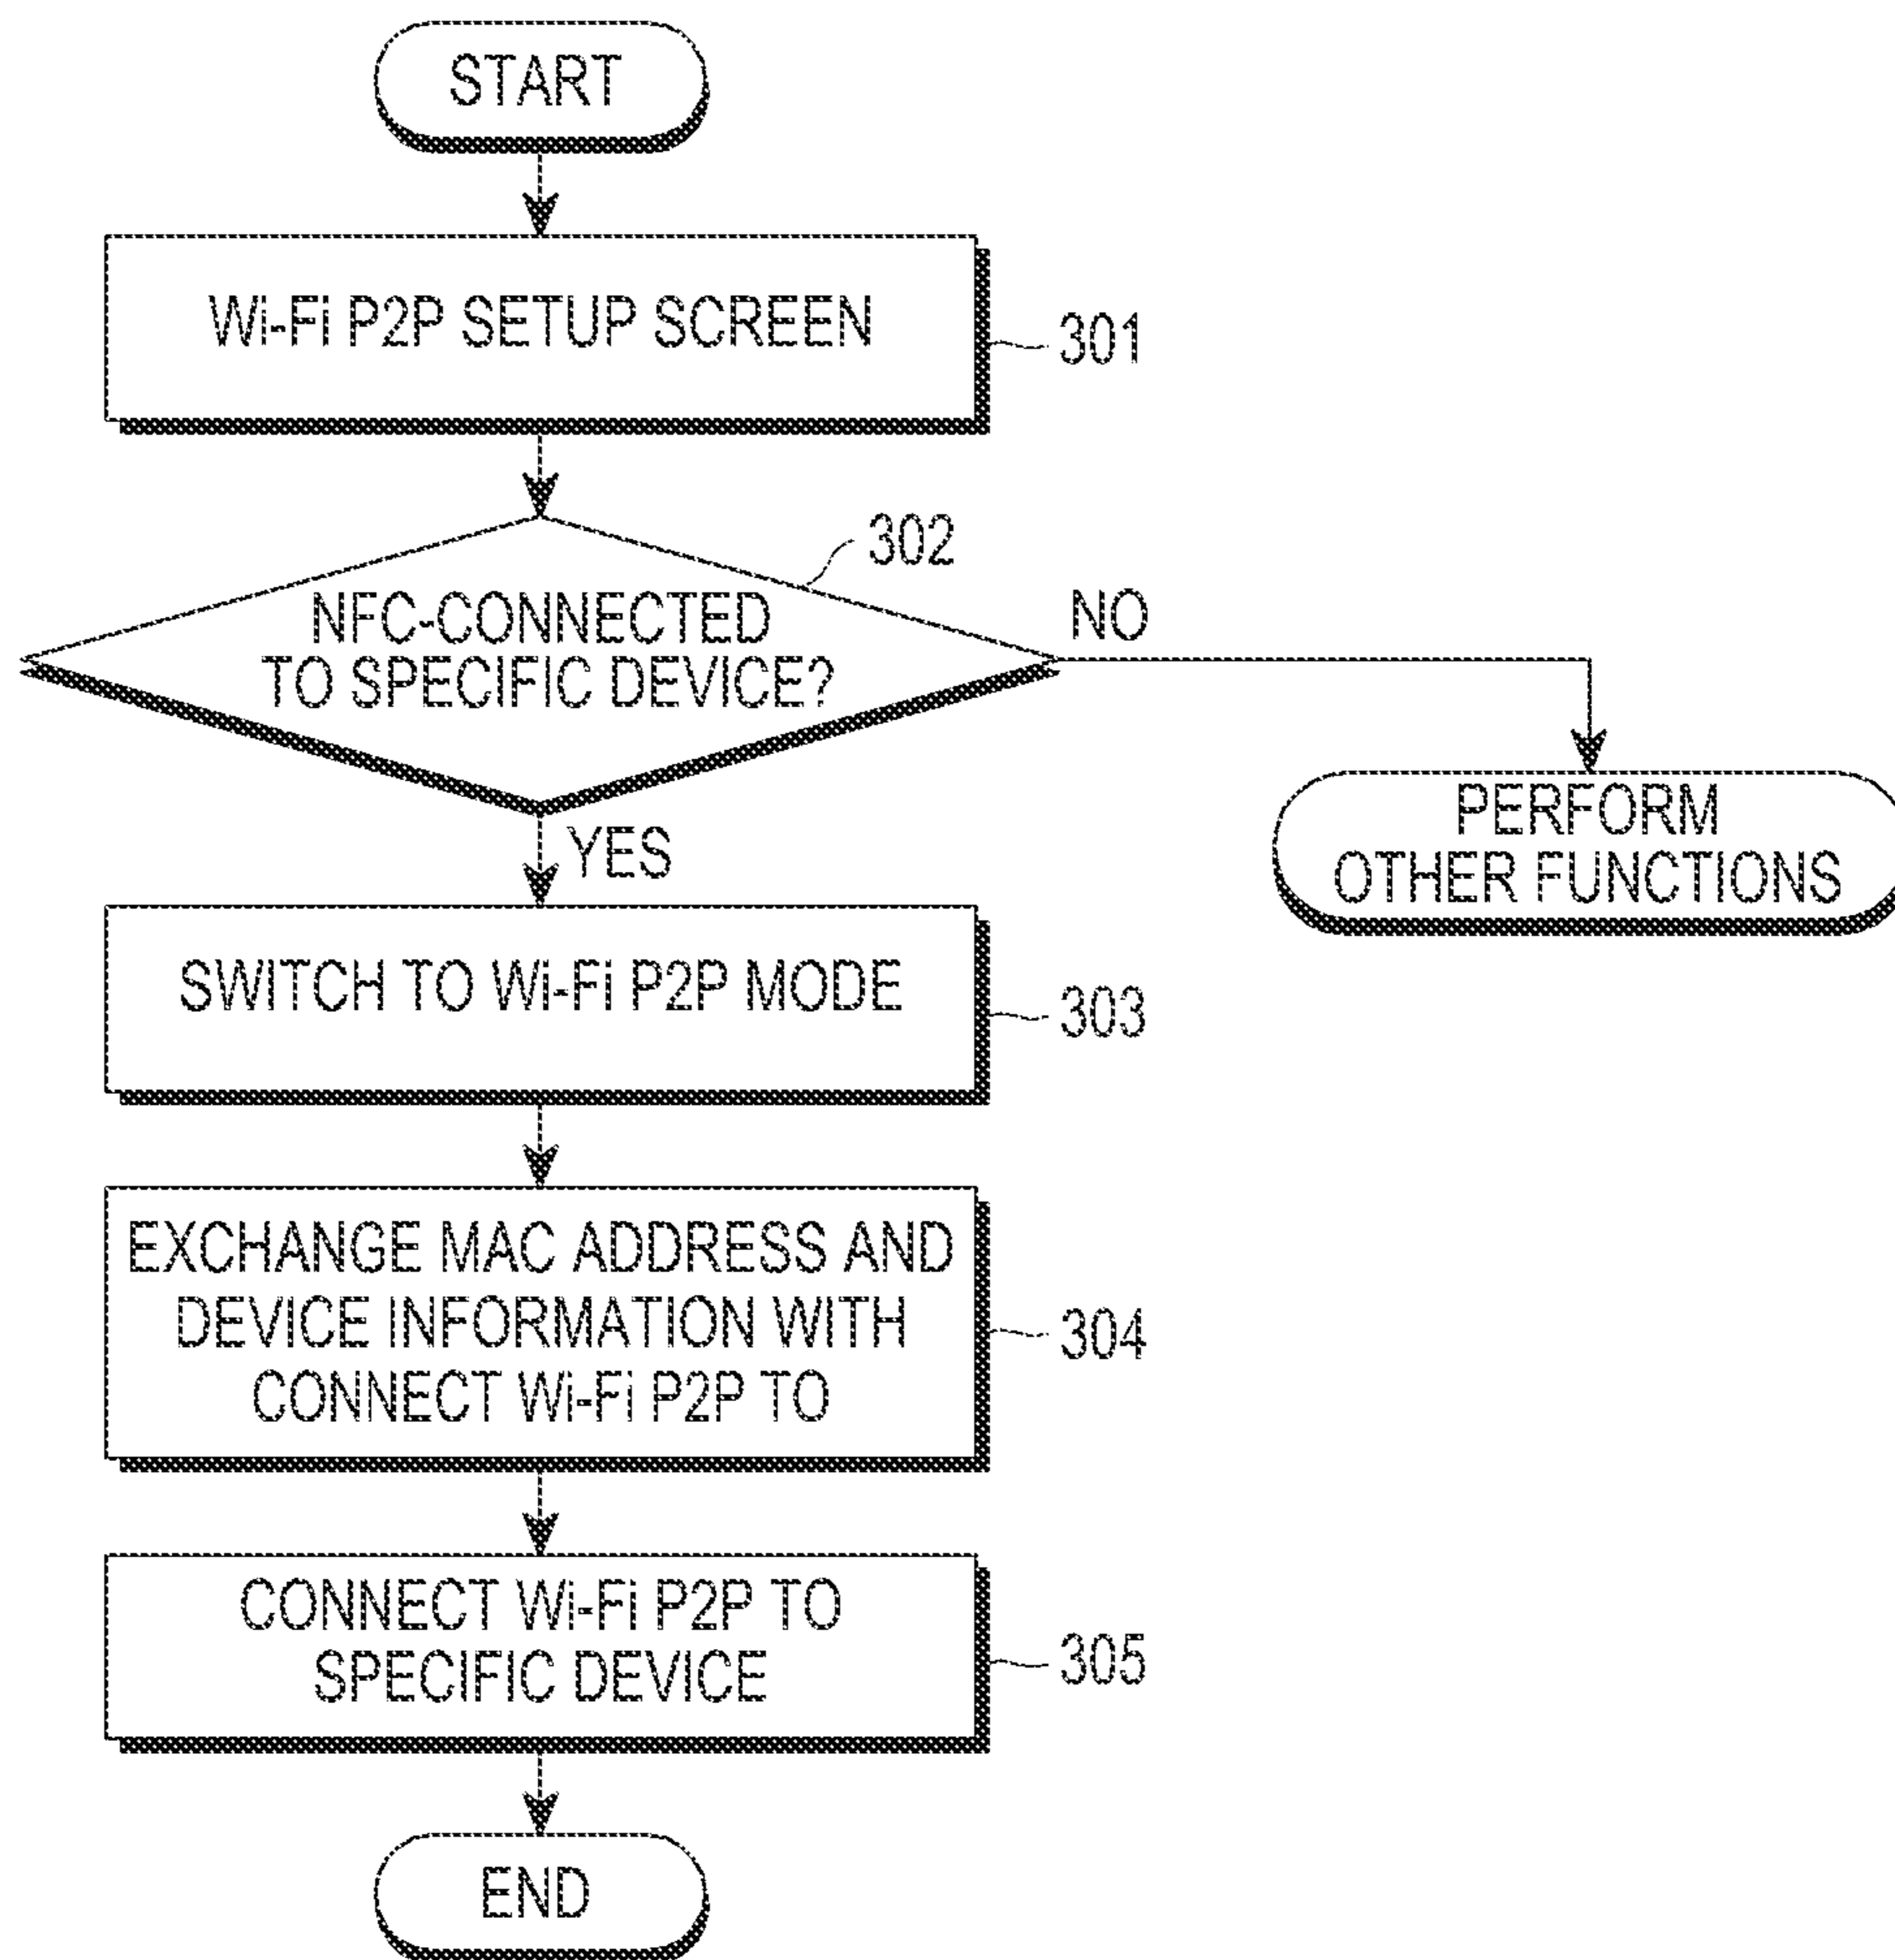 START
Wi-Fi P2P SETUP SCREEN
301
302
NFC-CONNECTED
TO SPECIFIC DEVICE?
NO
PERFORM
OTHER FUNCTIONS
YES
SWITCH TO Wi-Fi P2P MODE
303
EXCHANGE MAC ADDRESS AND
DEVICE INFORMATION WITH
CONNECT Wi-Fi P2P TO
304
CONNECT Wi-Fi P2P TO
SPECIFIC DEVICE
305
END